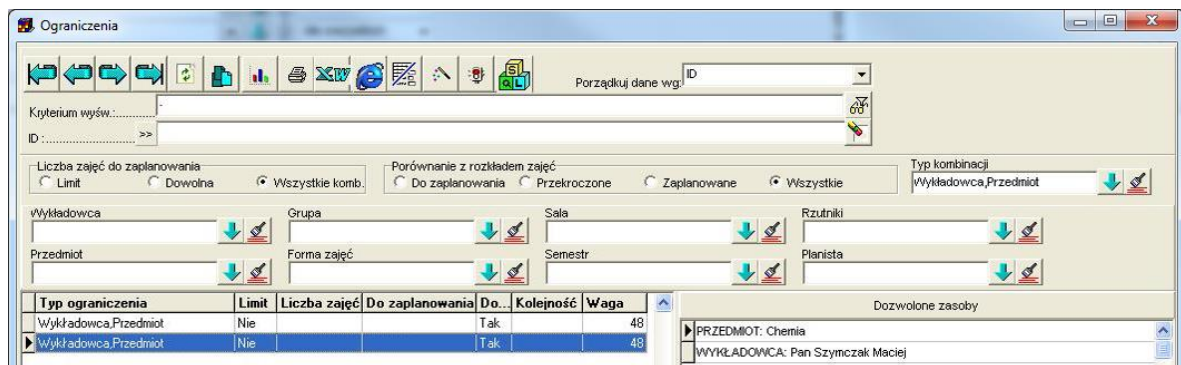 Ograniczenia
Porządkuj dane wg: ID
Kryterium wyśw.:............ -
ID :........................ >>
Liczba zajęć do zaplanowania
Limit Dowolna Wszystkie komb.
Porównanie z rozkładem zajęć
Do zaplanowania Przekroczone Zaplanowane Wszystkie
Typ kombinacji
Wykładowca,Przedmiot
Wykładowca Grupa Sala Rzutniki
Przedmiot Forma zajęć Semestr Planista
Typ ograniczenia Limit Liczba zajęć Do zaplanowania Do... Kolejność Waga
Wykładowca,Przedmiot Nie Tak 48
Wykładowca,Przedmiot Nie Tak 48
Dozwolone zasoby
PRZEDMIOT: Chemia
WYKŁADOWCA: Pan Szymczak Maciej